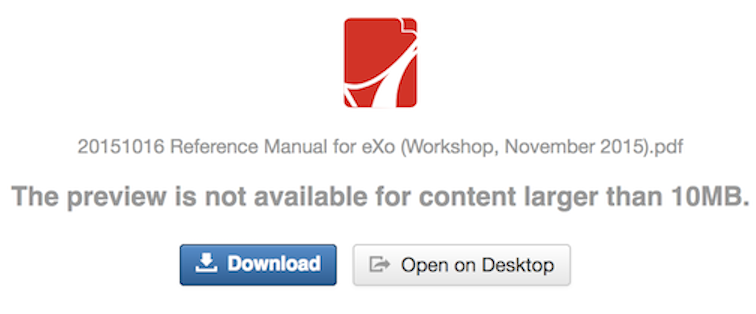 20151016 Reference Manual for eXo (Workshop, November 2015).pdf
The preview is not available for content larger than 10MB.
Download
Open on Desktop